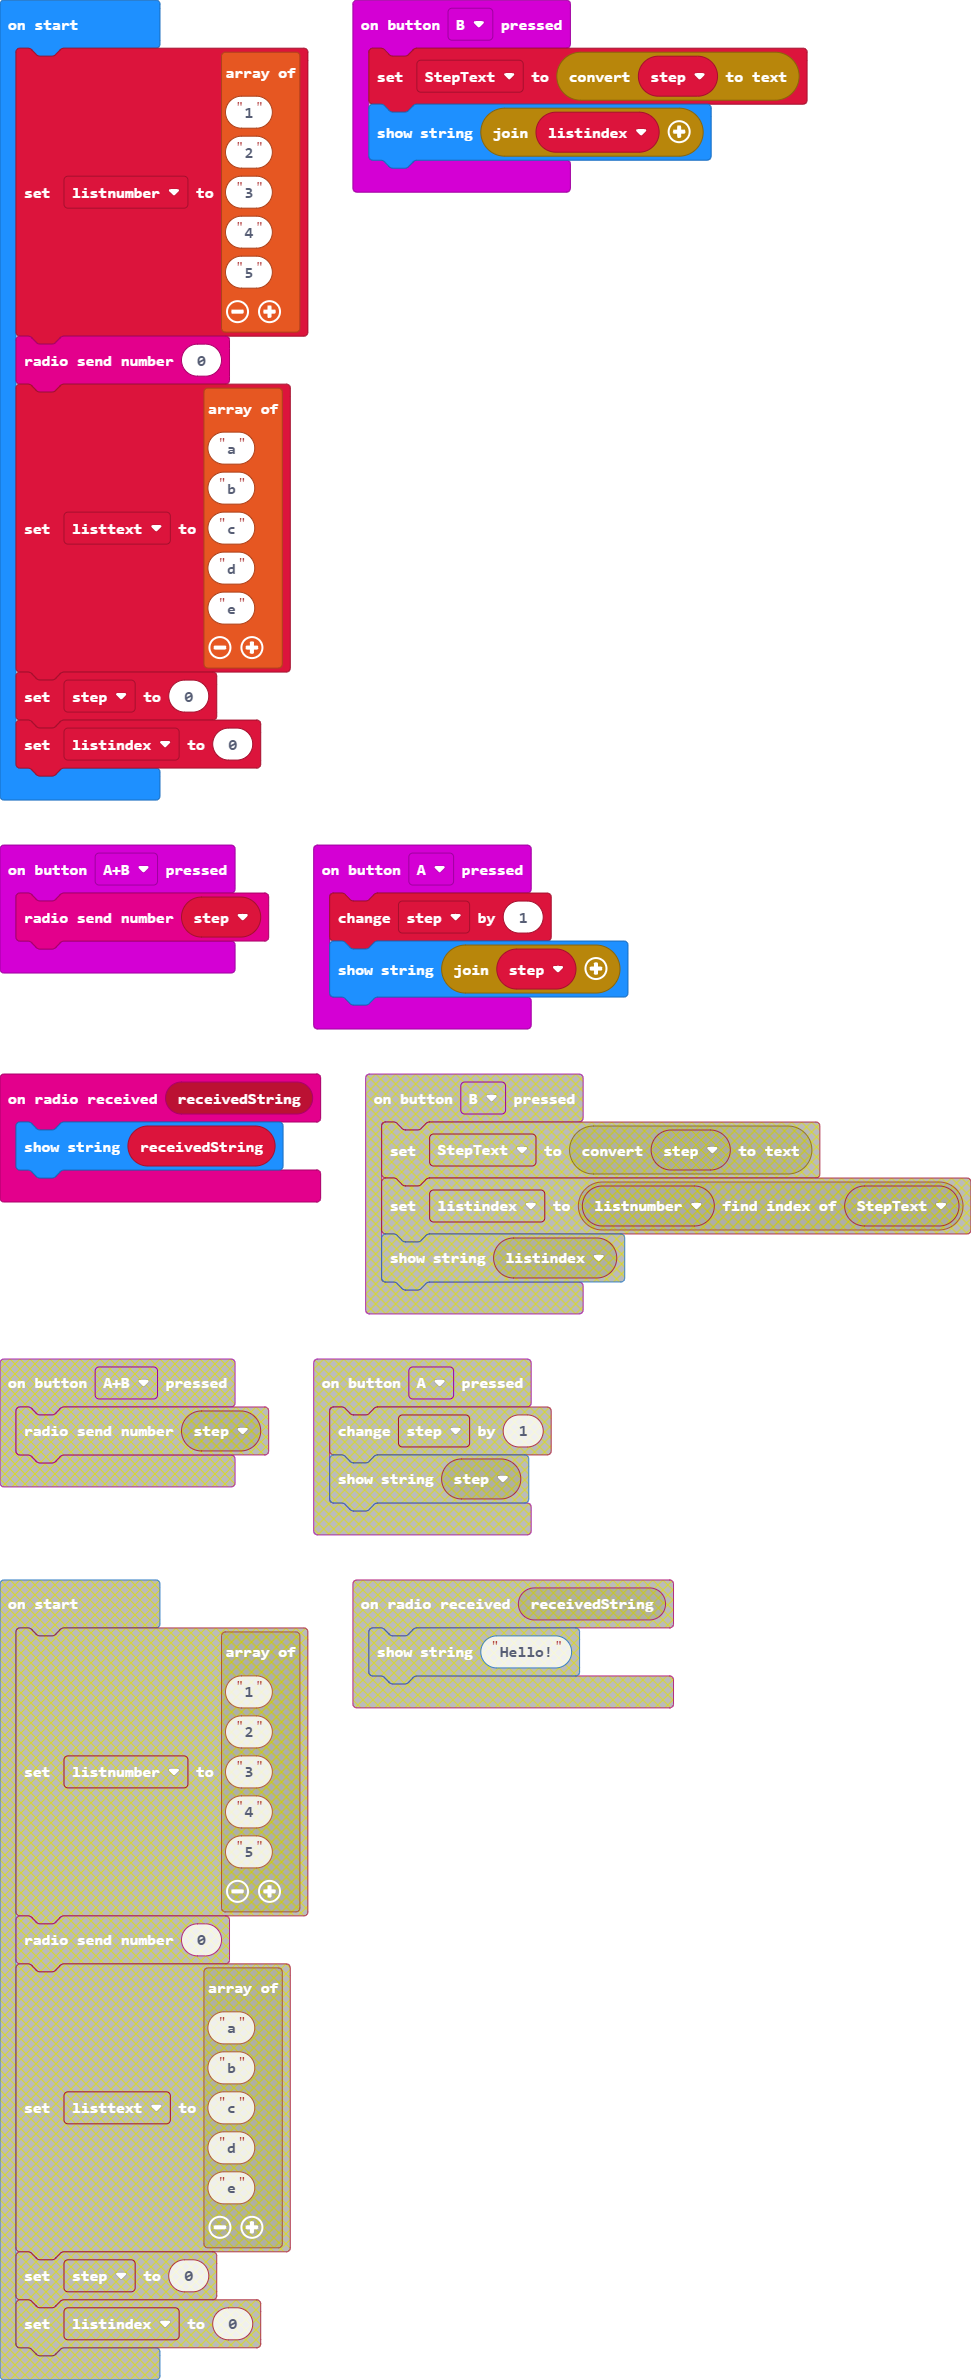 on start
set listnumber to array of
"1"
"2"
"3"
"4"
"5"
radio send number 0
set listtext to array of
"a"
"b"
"c"
"d"
"e"
set step to 0
set listindex to 0
on button B pressed
set StepText to convert step to text
show string join listindex
on button A+B pressed
radio send number step
on button A pressed
change step by 1
show string join step
on radio received receivedString
show string receivedString
on button B pressed
set StepText to convert step to text
set listindex to listnumber find index of StepText
show string listindex
on button A+B pressed
radio send number step
on button A pressed
change step by 1
show string step
on start
set listnumber to array of
"1"
"2"
"3"
"4"
"5"
radio send number 0
set listtext to array of
"a"
"b"
"c"
"d"
"e"
set step to 0
set listindex to 0
on radio received receivedString
show string "Hello!"